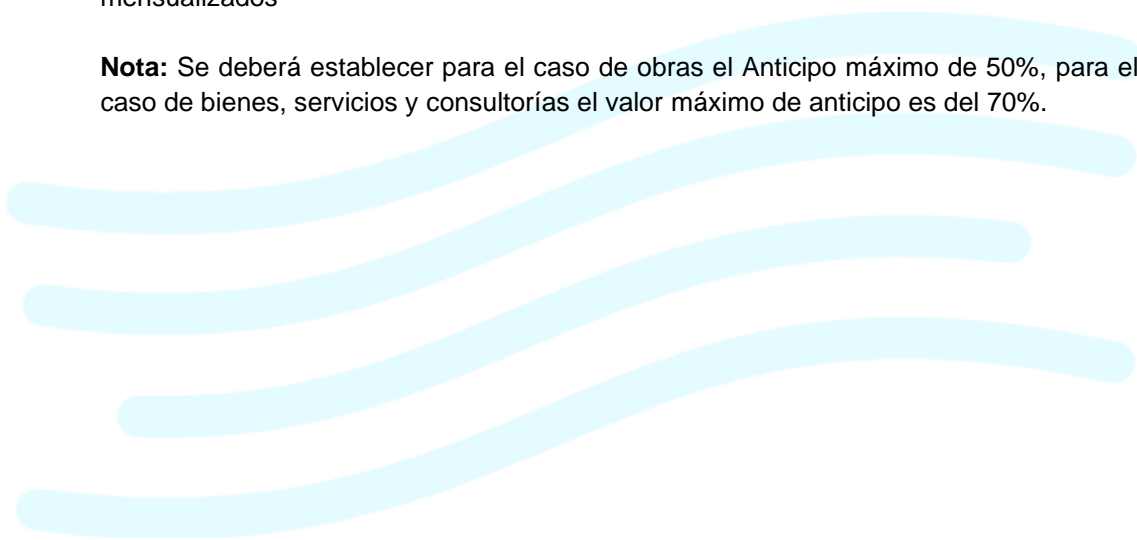 mensualizados
Nota: Se deberá establecer para el caso de obras el Anticipo máximo de 50%, para el
caso de bienes, servicios y consultorías el valor máximo de anticipo es del 70%.